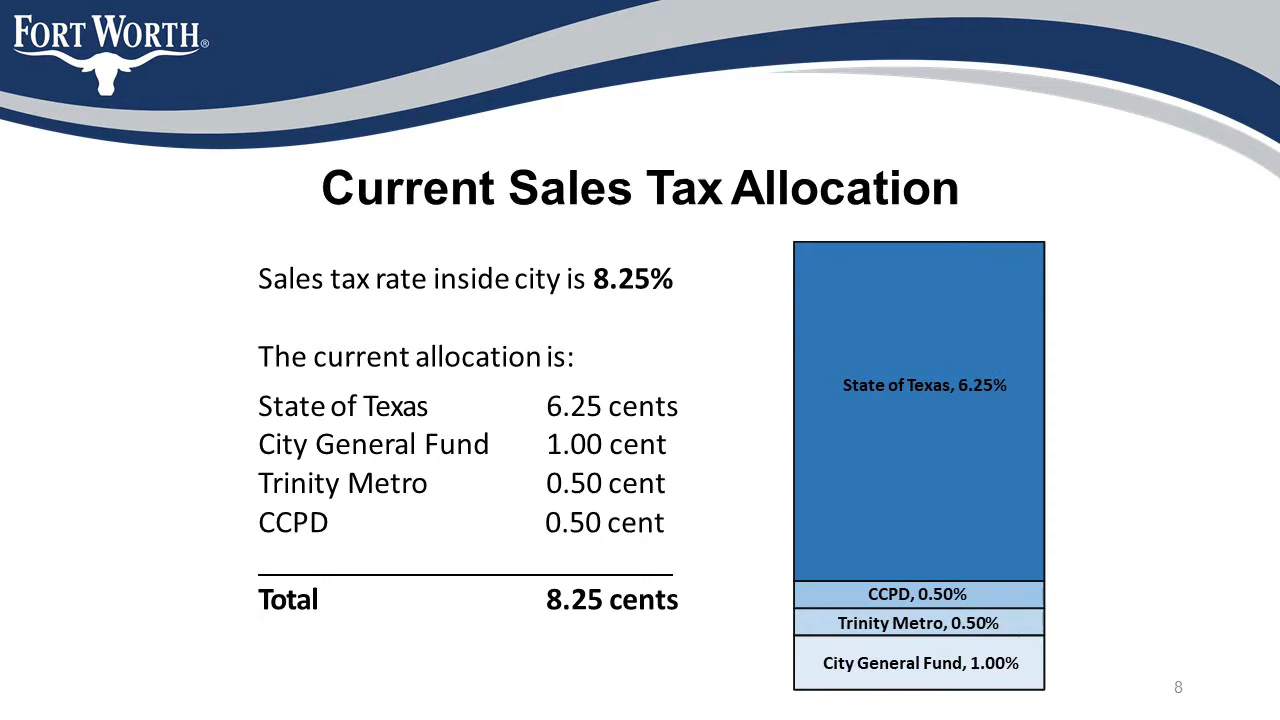 FORT WORTH®
Current Sales Tax Allocation
Sales tax rate inside city is 8.25%
The current allocation is:
State of Texas 6.25 cents
City General Fund 1.00 cent
Trinity Metro 0.50 cent
CCPD 0.50 cent
Total 8.25 cents
State of Texas, 6.25%
CCPD, 0.50%
Trinity Metro, 0.50%
City General Fund, 1.00%
8